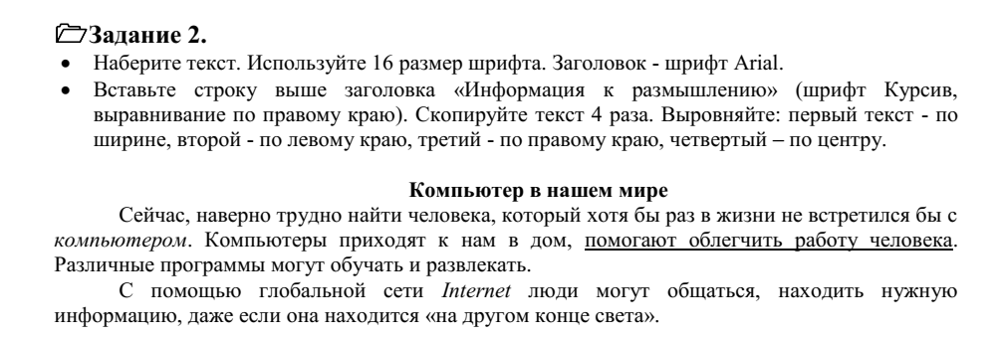 Задание 2.
• Наберите текст. Используйте 16 размер шрифта. Заголовок - шрифт Arial.
• Вставьте строку выше заголовка «Информация к размышлению» (шрифт Курсив,
выравнивание по правому краю). Скопируйте текст 4 раза. Выровняйте: первый текст - по
ширине, второй - по левому краю, третий - по правому краю, четвертый – по центру.
Компьютер в нашем мире
Сейчас, наверно трудно найти человека, который хотя бы раз в жизни не встретился бы с
компьютером. Компьютеры приходят к нам в дом, помогают облегчить работу человека.
Различные программы могут обучать и развлекать.
С помощью глобальной сети Internet люди могут общаться, находить нужную
информацию, даже если она находится «на другом конце света».